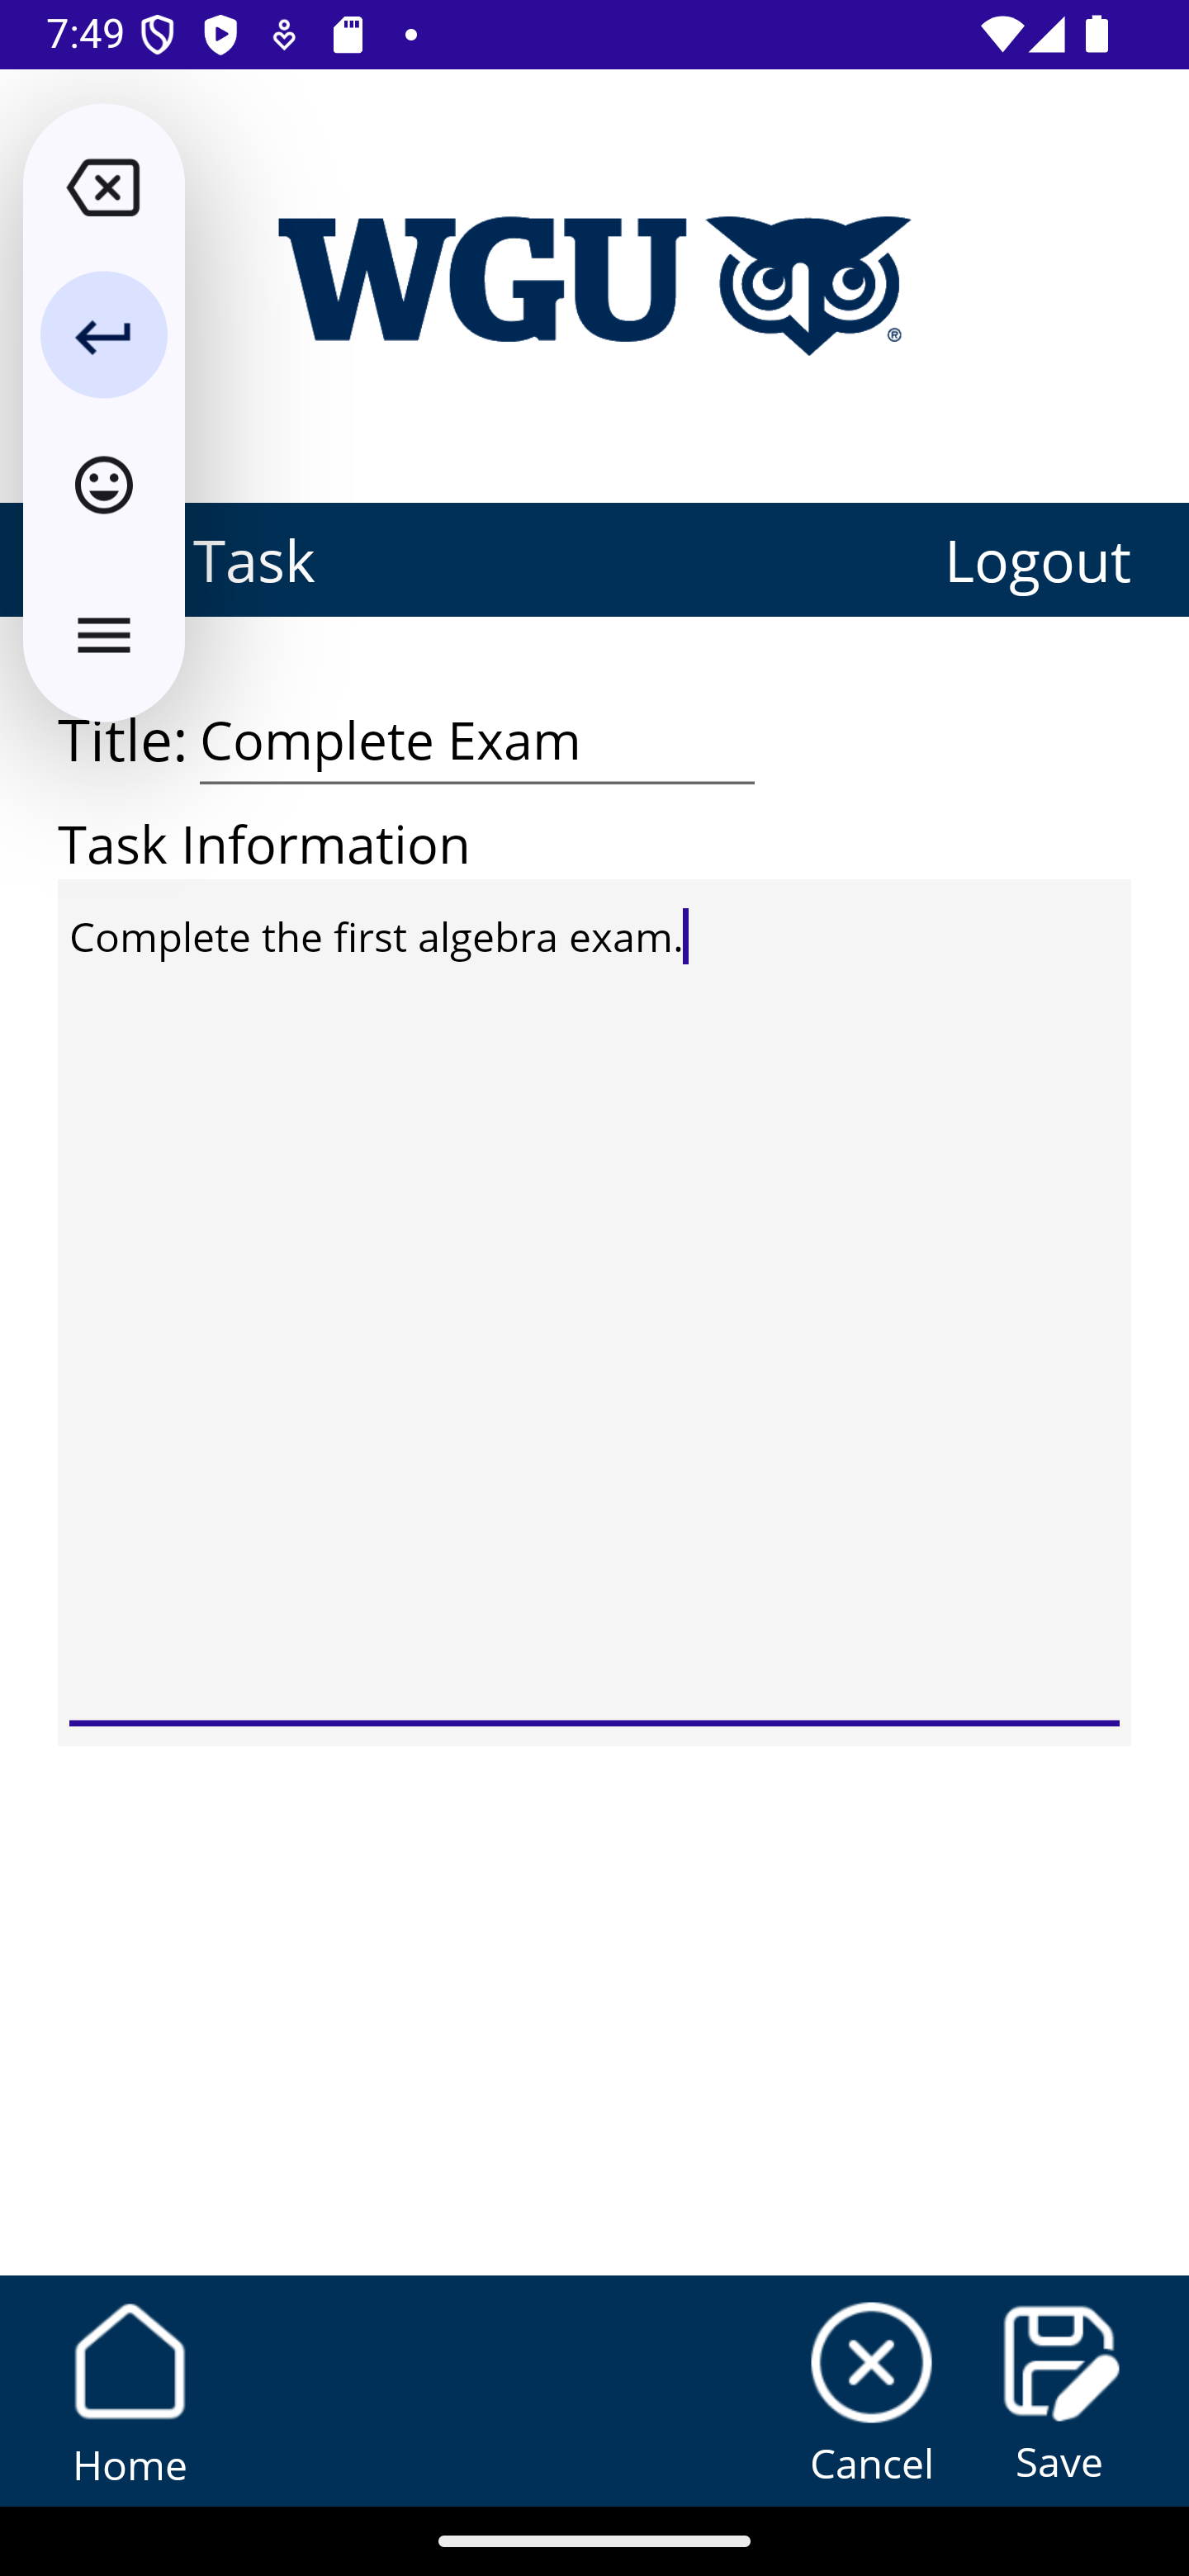 7:49
WGU
®
Task
Logout
Title: Complete Exam
Task Information
Complete the first algebra exam.
Home
Cancel
Save